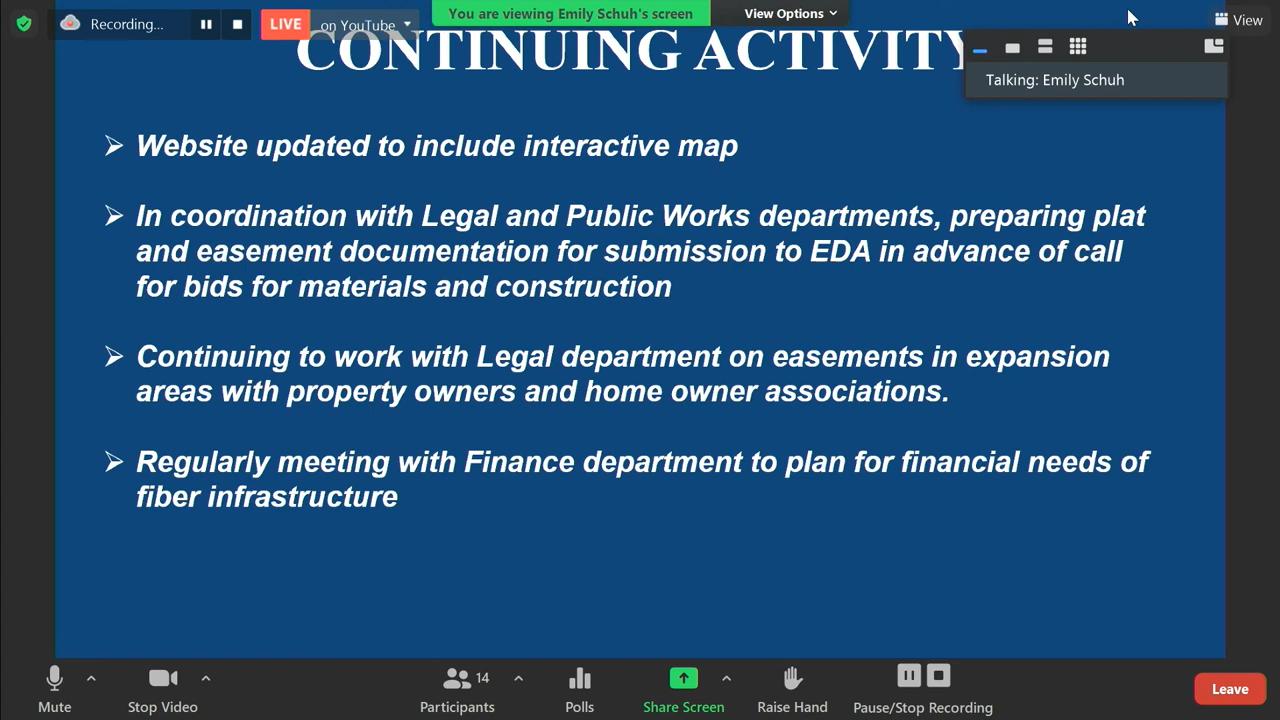 Recording...
LIVE
on YouTube
You are viewing Emily Schuh's screen
View Options
View
CONTINUING ACTIVITY
Talking: Emily Schuh
Website updated to include interactive map
In coordination with Legal and Public Works departments, preparing plat
and easement documentation for submission to EDA in advance of call
for bids for materials and construction
Continuing to work with Legal department on easements in expansion
areas with property owners and home owner associations.
Regularly meeting with Finance department to plan for financial needs of
fiber infrastructure
Mute
Stop Video
14
Participants
Polls
Share Screen
Raise Hand
Pause/Stop Recording
Leave